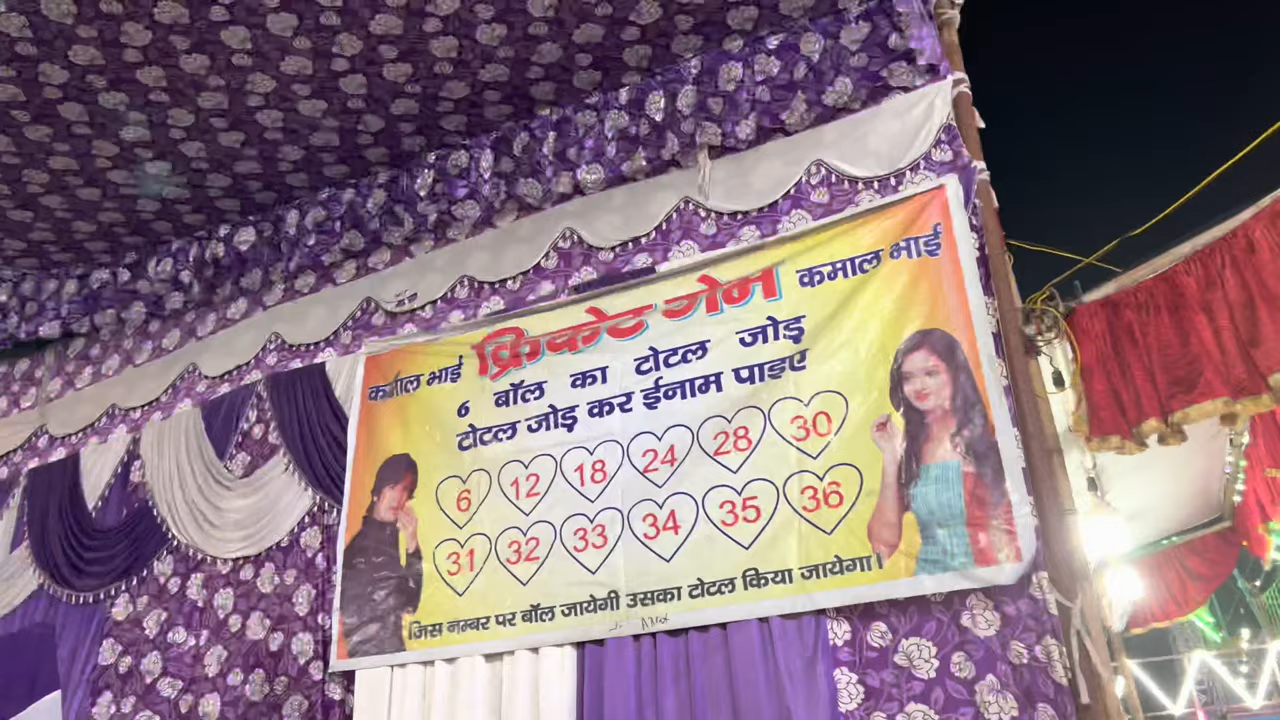 कमाल भाई क्रिकेट गेम कमाल भाई
6 बॉल का टोटल जोड़
टोटल जोड़ कर ईनाम पाइए
6 12 18 24 28 30
31 32 33 34 35 36
जिस नम्बर पर बॉल जायेगी उसका टोटल किया जायेगा।